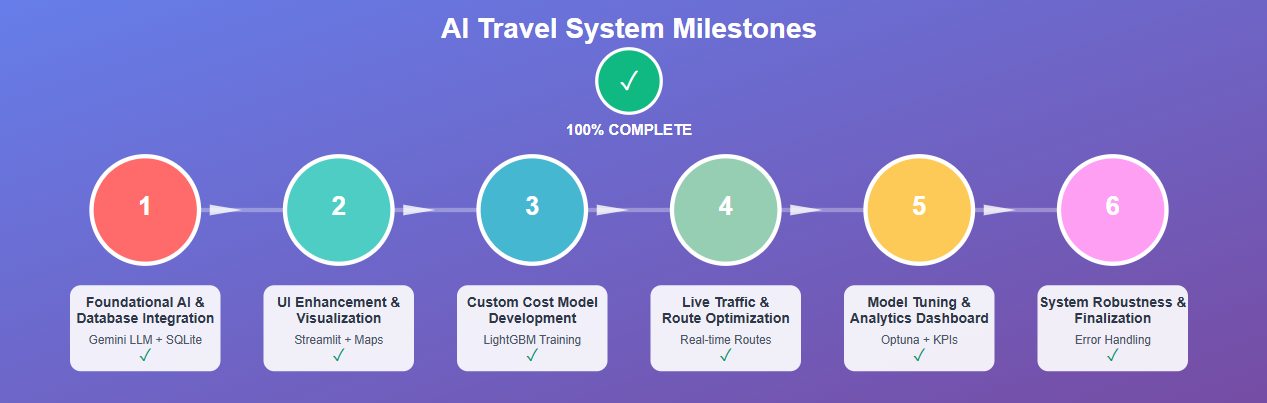 AI Travel System Milestones
✓
100% COMPLETE
1
2
3
4
5
6
Foundational AI &
Database Integration
Gemini LLM + SQLite
✓
UI Enhancement &
Visualization
Streamlit + Maps
✓
Custom Cost Model
Development
LightGBM Training
✓
Live Traffic &
Route Optimization
Real-time Routes
✓
Model Tuning &
Analytics Dashboard
Optuna + KPIs
✓
System Robustness &
Finalization
Error Handling
✓